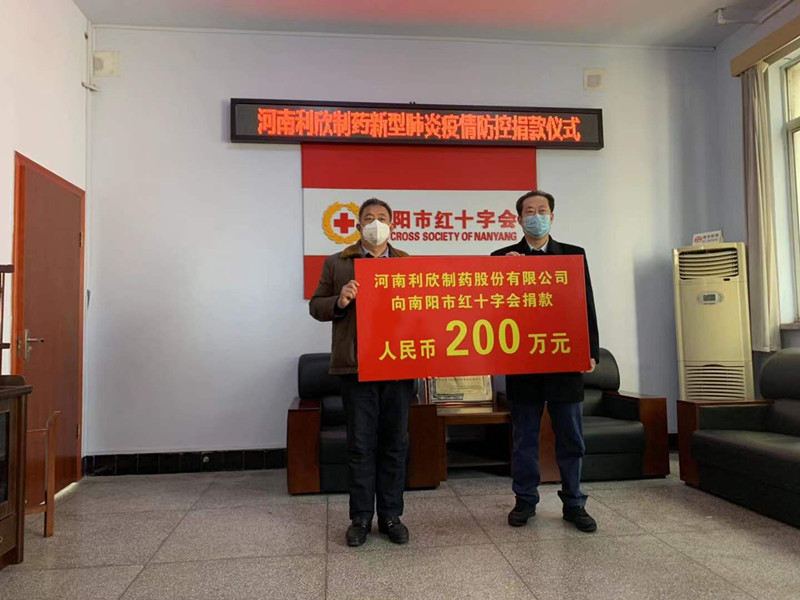 河南利欣制药新型肺炎疫情防控捐款仪式
阳市红十字会
CROSS SOCIETY OF NANYANG
河南利欣制药股份有限公司
向南阳市红十字会捐款
人民币 200 万元